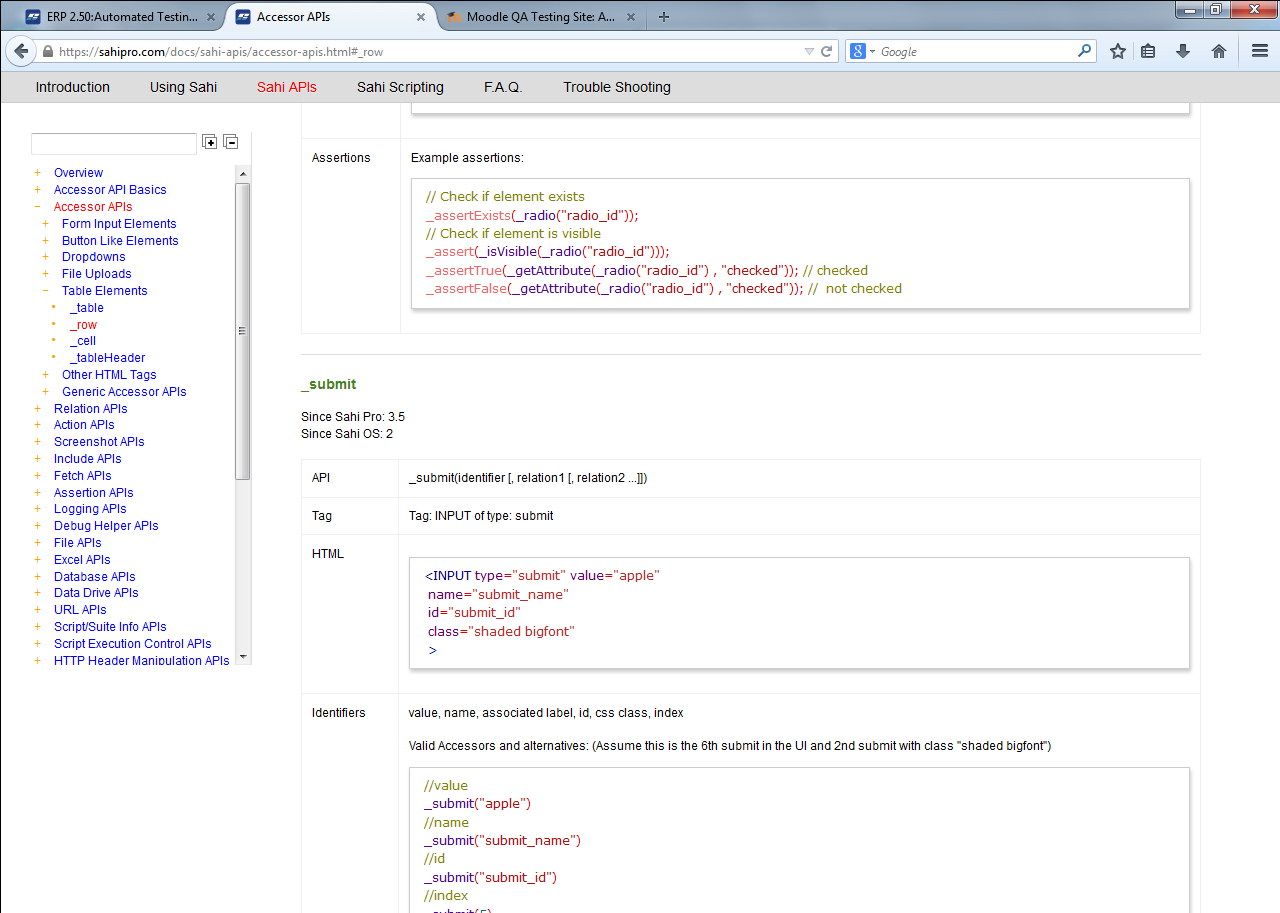 ERP 2.50:Automated Testin...
Accessor APIs
Moodle QA Testing Site: A...
https://sahipro.com/docs/sahi-apis/accessor-apis.html#_row
Google
Introduction
Using Sahi
Sahi APIs
Sahi Scripting
F.A.Q.
Trouble Shooting
Overview
Accessor API Basics
Accessor APIs
Form Input Elements
Button Like Elements
Dropdowns
File Uploads
Table Elements
_table
_row
_cell
_tableHeader
Other HTML Tags
Generic Accessor APIs
Relation APIs
Action APIs
Screenshot APIs
Include APIs
Fetch APIs
Assertion APIs
Logging APIs
Debug Helper APIs
File APIs
Excel APIs
Database APIs
Data Drive APIs
URL APIs
Script/Suite Info APIs
Script Execution Control APIs
HTTP Header Manipulation APIs
Assertions
Example assertions:
// Check if element exists
_assertExists(_radio("radio_id"));
// Check if element is visible
_assert(_isVisible(_radio("radio_id")));
_assertTrue(_getAttribute(_radio("radio_id") , "checked")); // checked
_assertFalse(_getAttribute(_radio("radio_id") , "checked")); //  not checked
_submit
Since Sahi Pro: 3.5
Since Sahi OS: 2
API
_submit(identifier [, relation1 [, relation2 ...]])
Tag
Tag: INPUT of type: submit
HTML
<INPUT type="submit" value="apple"
name="submit_name"
id="submit_id"
class="shaded bigfont"
>
Identifiers
value, name, associated label, id, css class, index
Valid Accessors and alternatives: (Assume this is the 6th submit in the UI and 2nd submit with class "shaded bigfont")
//value
_submit("apple")
//name
_submit("submit_name")
//id
_submit("submit_id")
//index
_submit(5)